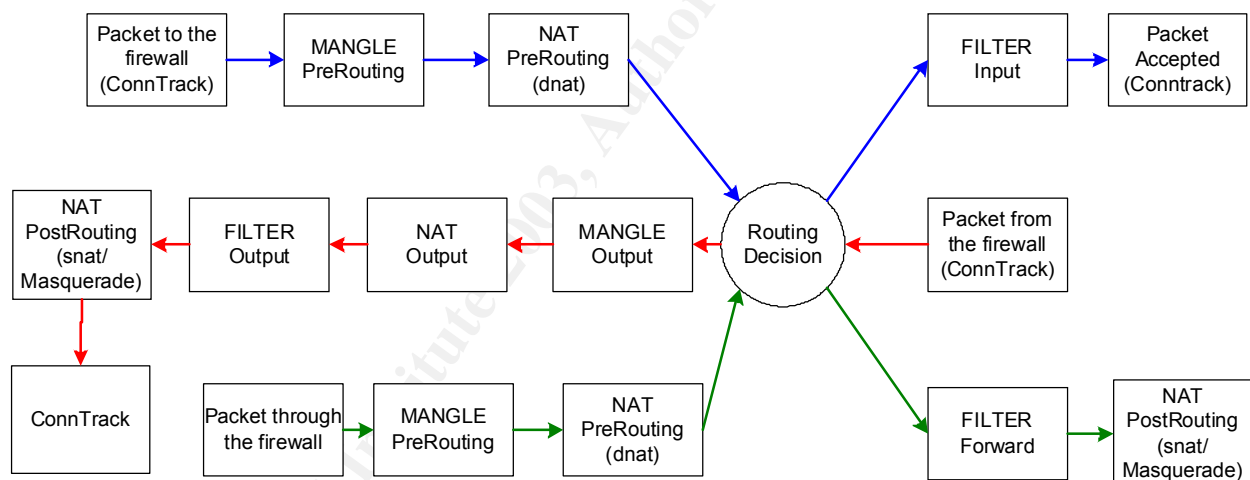 Packet to the
firewall
(ConnTrack)
MANGLE
PreRouting
NAT
PreRouting
(dnat)
FILTER
Input
Packet
Accepted
(Conntrack)
NAT
PostRouting
(snat/
Masquerade)
FILTER
Output
NAT
Output
MANGLE
Output
Routing
Decision
Packet from
the firewall
(ConnTrack)
ConnTrack
Packet through
the firewall
MANGLE
PreRouting
NAT
PreRouting
(dnat)
FILTER
Forward
NAT
PostRouting
(snat/
Masquerade)
2003, Author